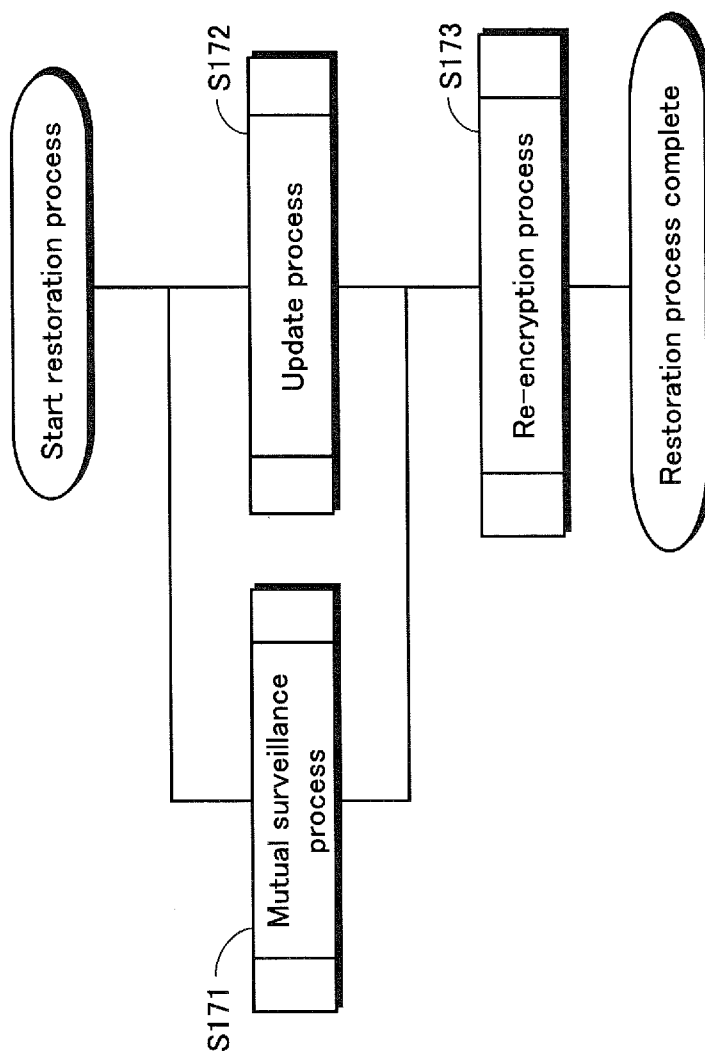 Start restoration process
S171
Mutual surveillance
process
S172
Update process
S173
Re-encryption process
Restoration process complete